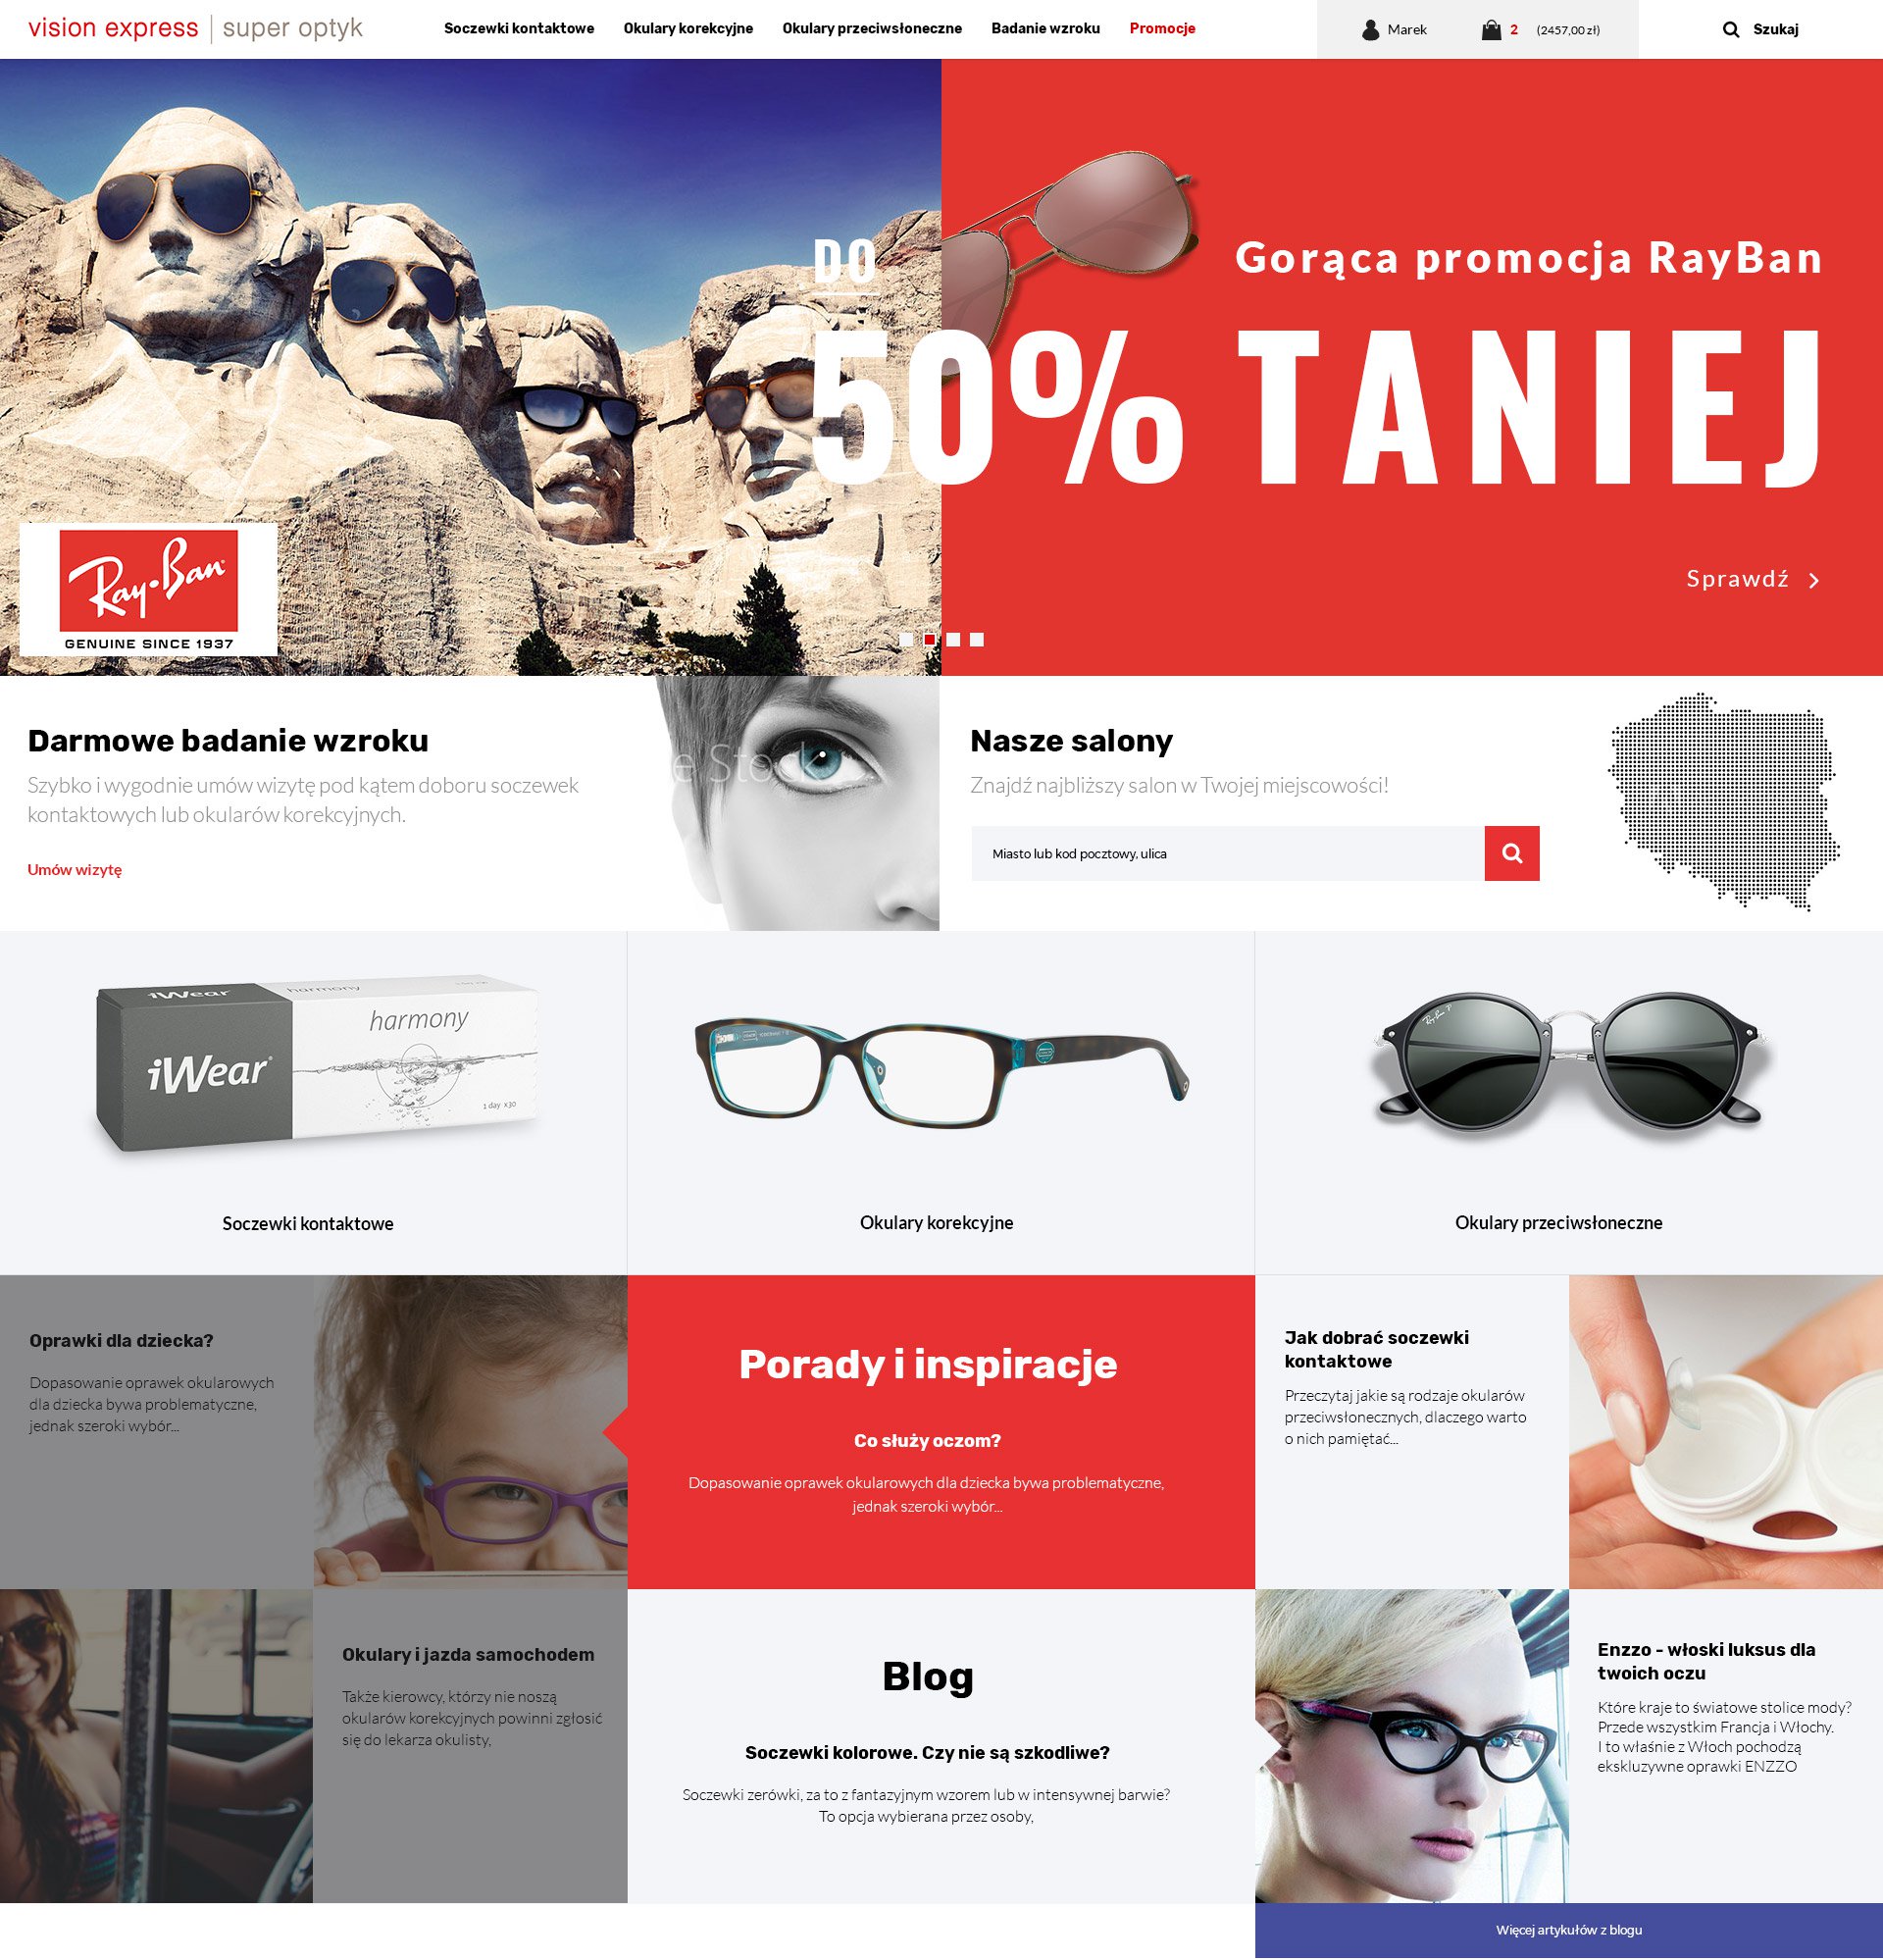 vision express | super optyk
Soczewki kontaktowe
Okulary korekcyjne
Okulary przeciwsłoneczne
Badanie wzroku
Promocje
Marek
2
(2457,00 zł)
Szukaj
DO
Gorąca promocja RayBan
50% TANIEJ
Sprawdź
Ray-Ban
GENUINE SINCE 1937
Darmowe badanie wzroku
Szybko i wygodnie umów wizytę pod kątem doboru soczewek
kontaktowych lub okularów korekcyjnych.
Umów wizytę
e Stock
Nasze salony
Znajdź najbliższy salon w Twojej miejscowości!
Miasto lub kod pocztowy, ulica
iWear
harmony
harmony
iWear®
1 day x30
Soczewki kontaktowe
Okulary korekcyjne
Ray-Ban P
Okulary przeciwsłoneczne
Oprawki dla dziecka?
Dopasowanie oprawek okularowych
dla dziecka bywa problematyczne,
jednak szeroki wybór...
Porady i inspiracje
Co służy oczom?
Dopasowanie oprawek okularowych dla dziecka bywa problematyczne,
jednak szeroki wybór...
Jak dobrać soczewki
kontaktowe
Przeczytaj jakie są rodzaje okularów
przeciwsłonecznych, dlaczego warto
o nich pamiętać...
Okulary i jazda samochodem
Także kierowcy, którzy nie noszą
okularów korekcyjnych powinni zgłosić
się do lekarza okulisty,
Blog
Soczewki kolorowe. Czy nie są szkodliwe?
Soczewki zerówki, za to z fantazyjnym wzorem lub w intensywnej barwie?
To opcja wybierana przez osoby,
Enzzo - włoski luksus dla
twoich oczu
Które kraje to światowe stolice mody?
Przede wszystkim Francja i Włochy.
I to właśnie z Włoch pochodzą
ekskluzywne oprawki ENZZO
Więcej artykułów z blogu